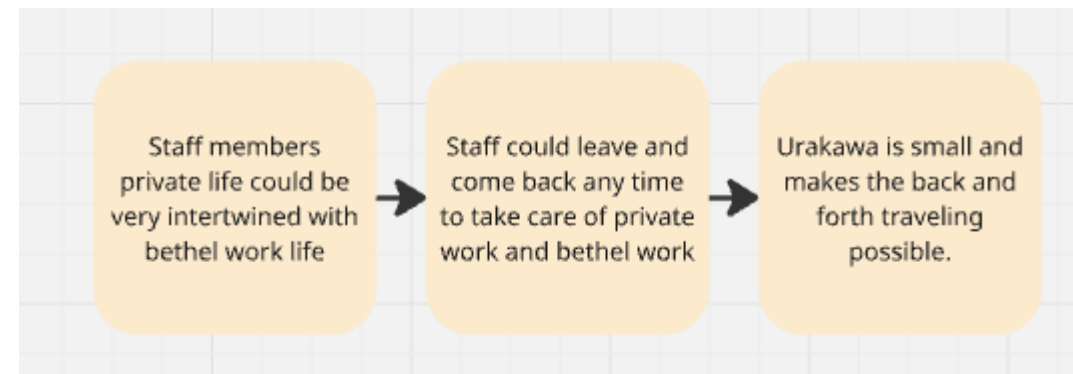 Staff members
private life could be
very intertwined with
bethel work life
Staff could leave and
come back any time
to take care of private
work and bethel work
Urakawa is small and
makes the back and
forth traveling
possible.